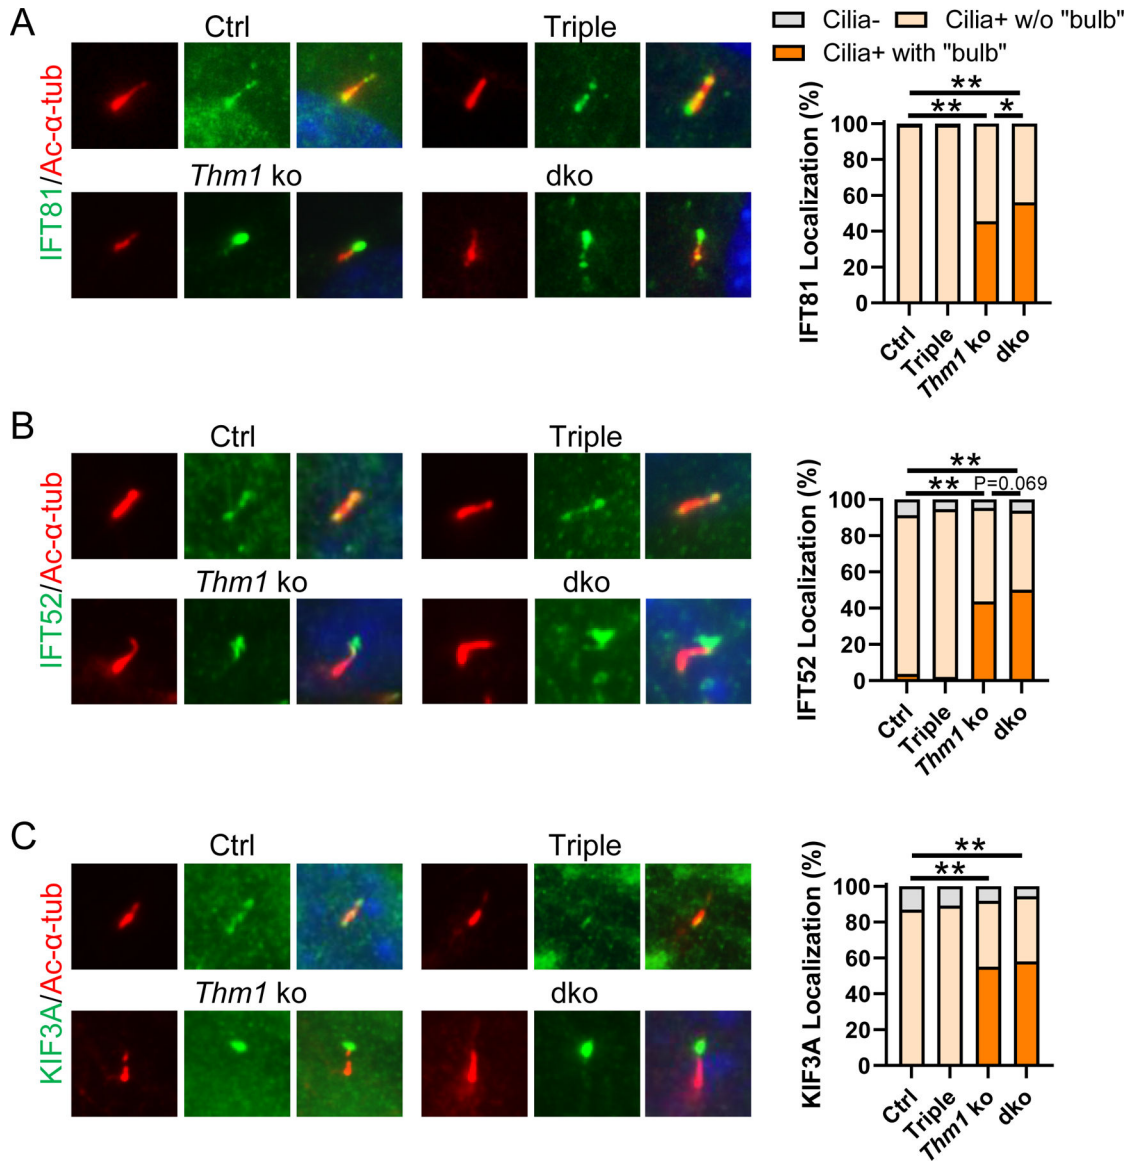 A
Ctrl
Triple
Cilia-
Cilia+ w/o "bulb"
Cilia+ with "bulb"
IFT81/Ac-α-tub
Thm1 ko
dko
IFT81 Localization (%)
**
**
*
100
80
60
40
20
0
Ctrl
Triple
Thm1 ko
dko
B
Ctrl
Triple
IFT52/Ac-α-tub
Thm1 ko
dko
IFT52 Localization (%)
**
**
P=0.069
100
80
60
40
20
0
Ctrl
Triple
Thm1 ko
dko
C
Ctrl
Triple
KIF3A/Ac-α-tub
Thm1 ko
dko
KIF3A Localization (%)
**
**
100
80
60
40
20
0
Ctrl
Triple
Thm1 ko
dko